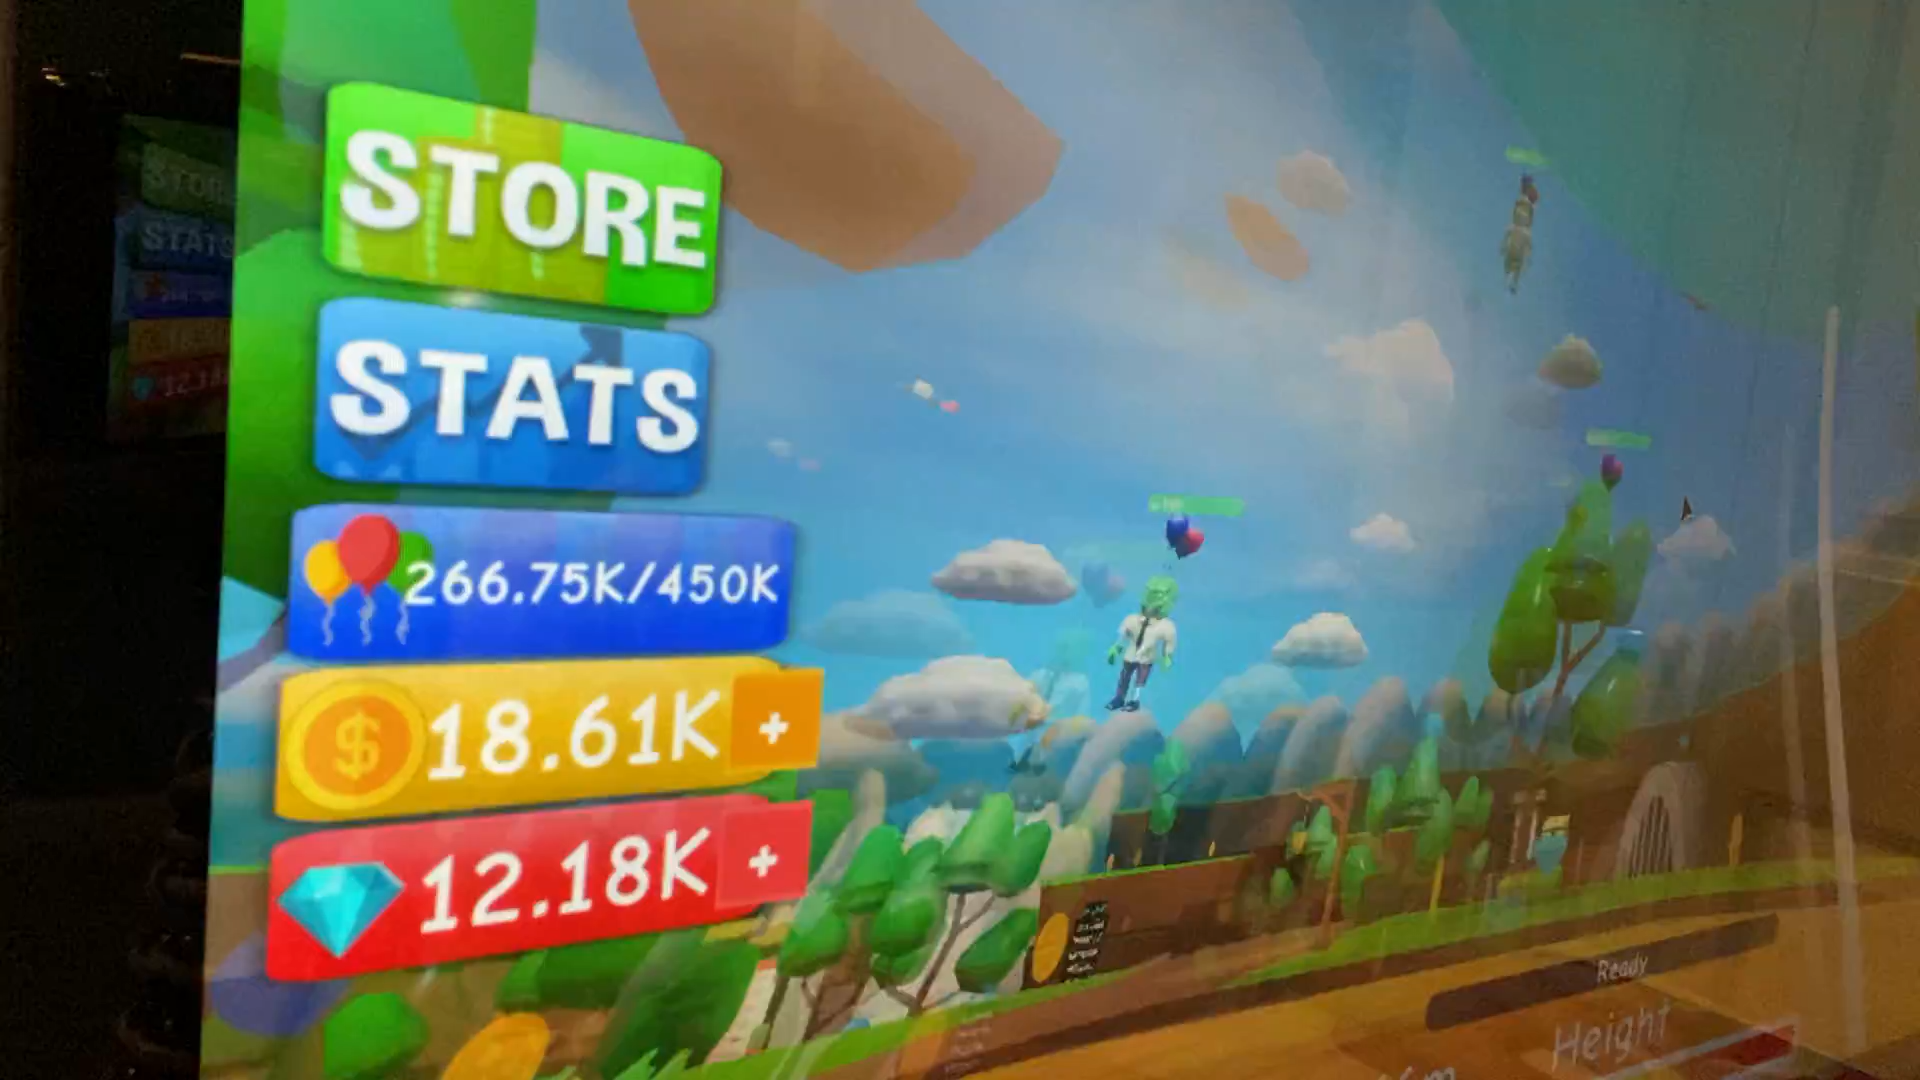 STORE
STATS
266.75K/450K
18.61K +
12.18K +
Ready
Height